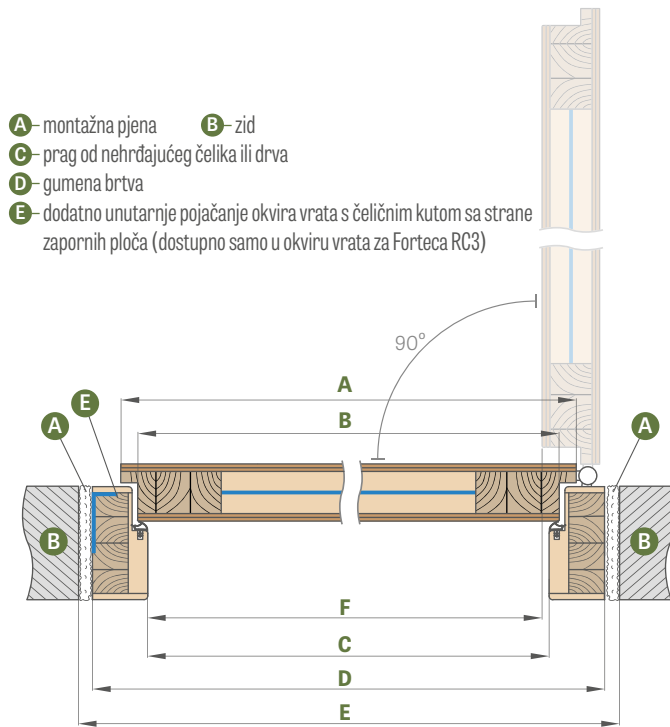 A – montažna pjena B – zid
C – prag od nehrđajućeg čelika ili drva
D – gumena brtva
E – dodatno unutarnje pojačanje okvira vrata s čeličnim kutom sa strane
zapornih ploča (dostupno samo u okviru vrata za Forteca RC3)
90°
A
B
E
A
A
B
B
F
C
D
E